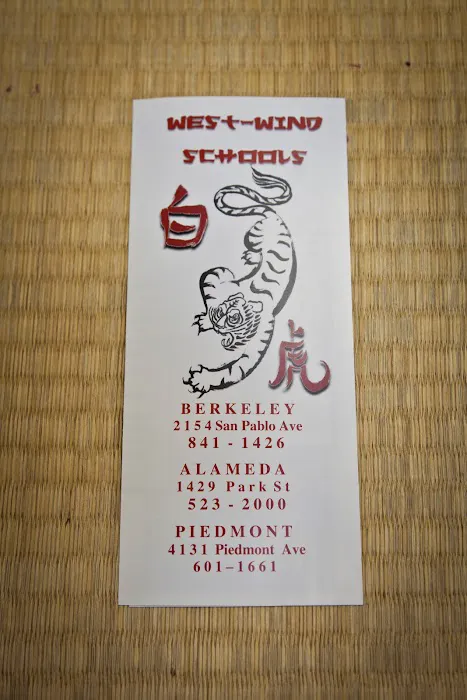 WEST-WIND
SCHOOLS
白
虎
BERKELEY
2154 San Pablo Ave
841 - 1426
ALAMEDA
1429 Park St
523 - 2000
PIEDMONT
4131 Piedmont Ave
601-1661